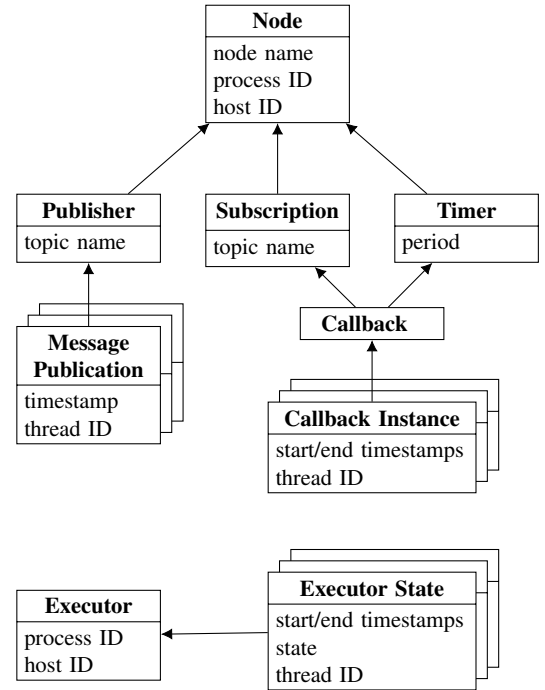 Node
node name
process ID
host ID
Publisher
topic name
Subscription
topic name
Timer
period
Message
Publication
timestamp
thread ID
Callback
Callback Instance
start/end timestamps
thread ID
Executor
process ID
host ID
Executor State
start/end timestamps
state
thread ID